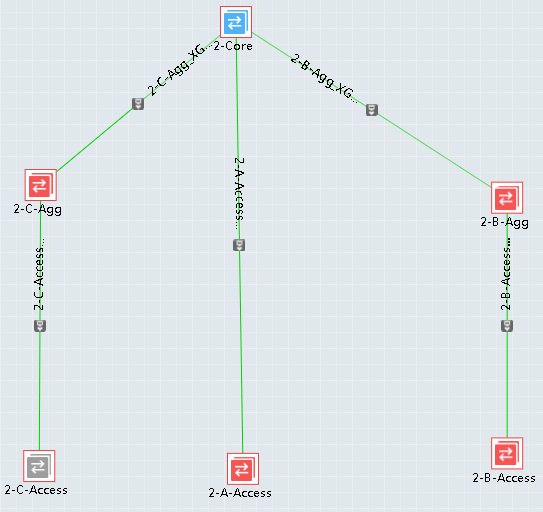 2-Core
2-C-Agg_XG...
2-B-Agg_XG...
2-A-Access...
2-C-Agg
2-B-Agg
2-C-Access...
2-B-Access...
2-C-Access
2-A-Access
2-B-Access